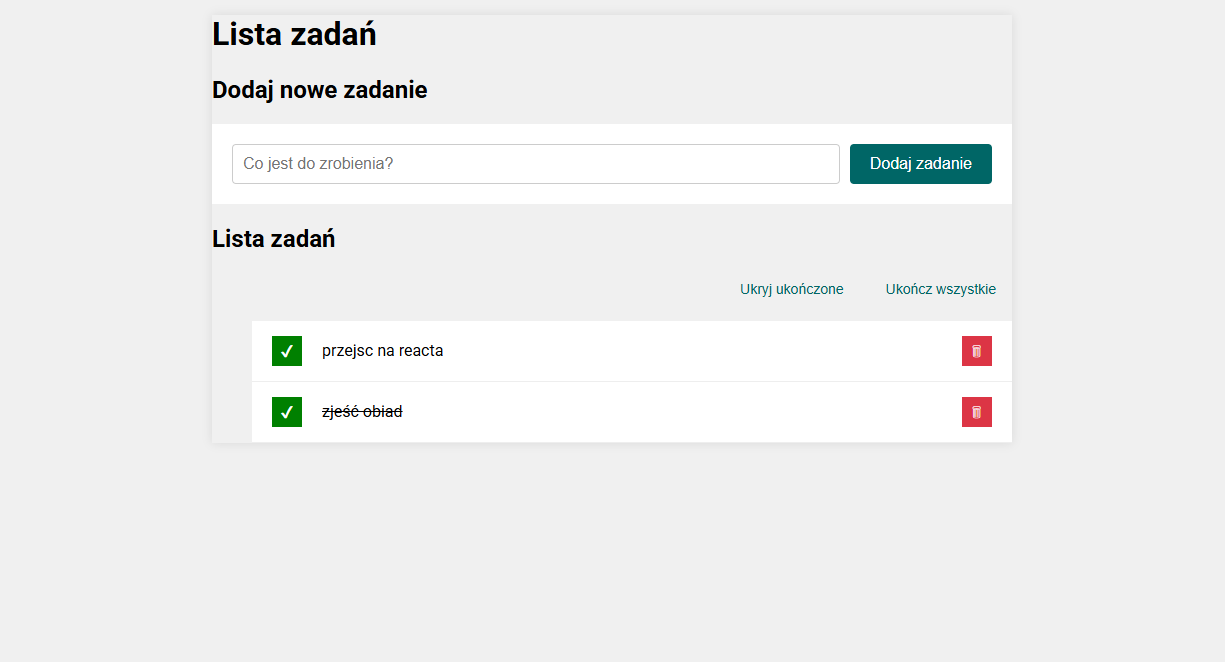 Lista zadań
Dodaj nowe zadanie
Co jest do zrobienia? Dodaj zadanie
Lista zadań
Ukryj ukończone Ukończ wszystkie
przejsc na reacta
zjeść obiad